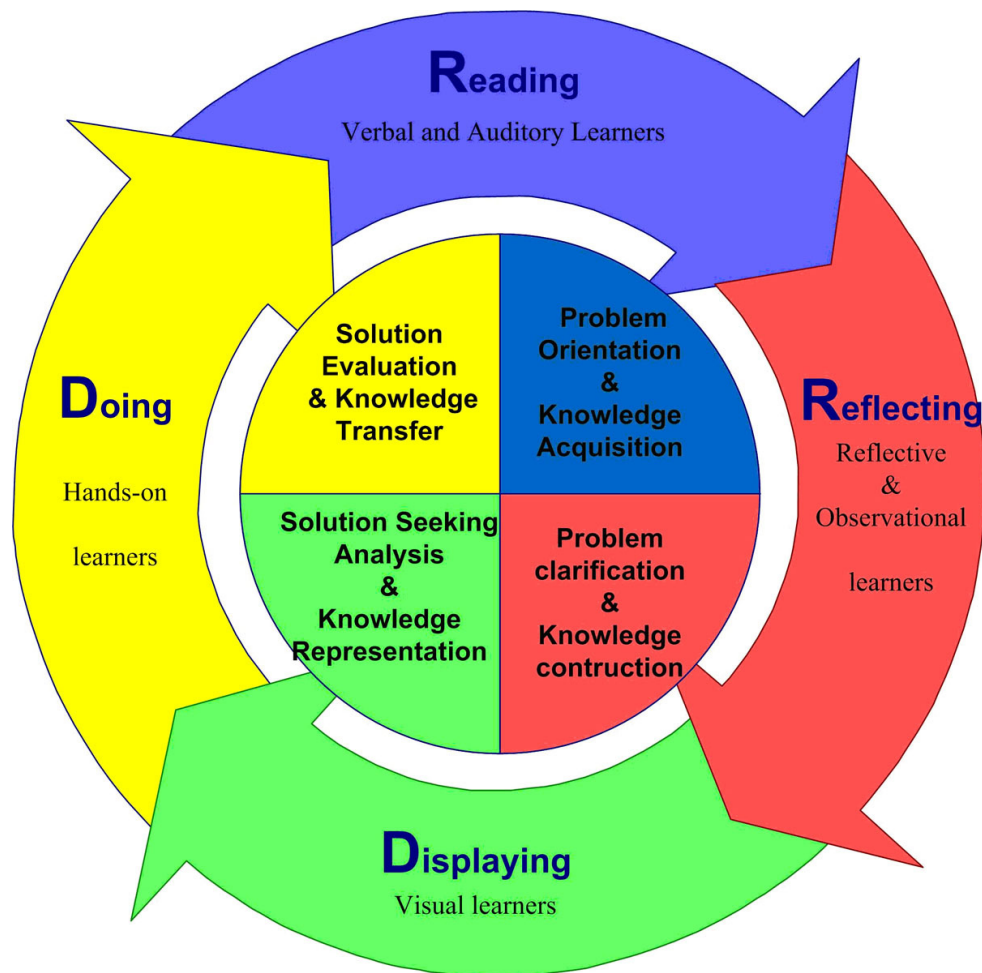 Reading
Verbal and Auditory Learners
Reflecting
Reflective
&
Observational
learners
Displaying
Visual learners
Doing
Hands-on
learners
Solution
Evaluation
& Knowledge
Transfer
Problem
Orientation
&
Knowledge
Acquisition
Solution Seeking
Analysis
&
Knowledge
Representation
Problem
clarification
&
Knowledge
contruction